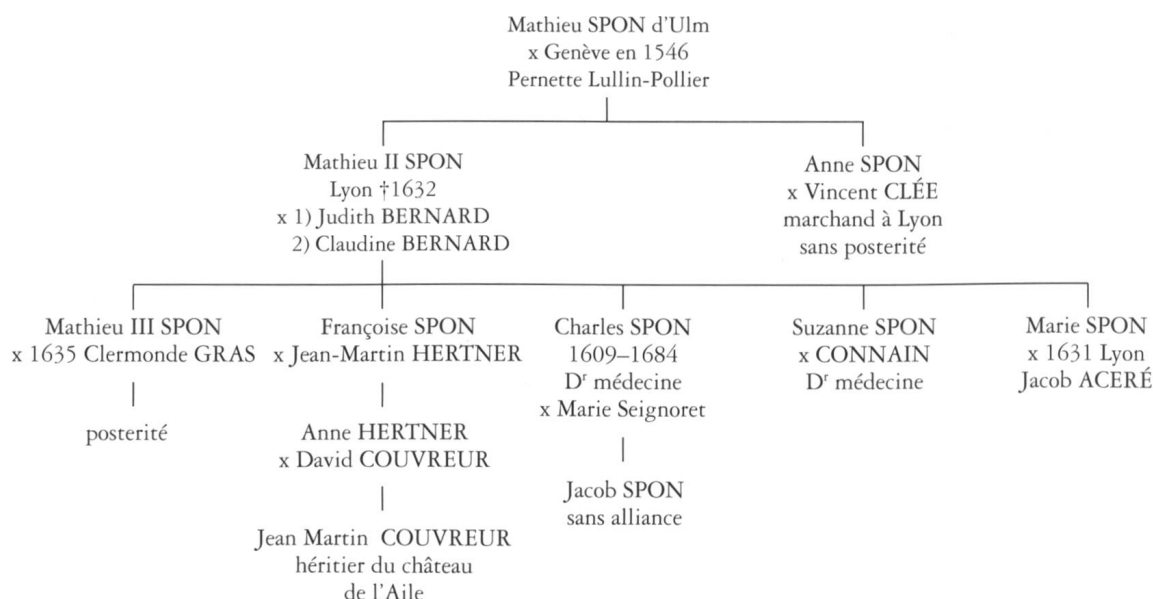 Mathieu SPON d'Ulm
x Genève en 1546
Pernette Lullin-Pollier
Mathieu II SPON
Lyon †1632
x 1) Judith BERNARD
2) Claudine BERNARD
Anne SPON
x Vincent CLÉE
marchand à Lyon
sans posterité
Mathieu III SPON
x 1635 Clermonde GRAS
posterité
Françoise SPON
x Jean-Martin HERTNER
Anne HERTNER
x David COUVREUR
Jean Martin COUVREUR
héritier du château
de l'Aile
Charles SPON
1609–1684
Dʳ médecine
x Marie Seignoret
Jacob SPON
sans alliance
Suzanne SPON
x CONNAIN
Dʳ médecine
Marie SPON
x 1631 Lyon
Jacob ACERÉ